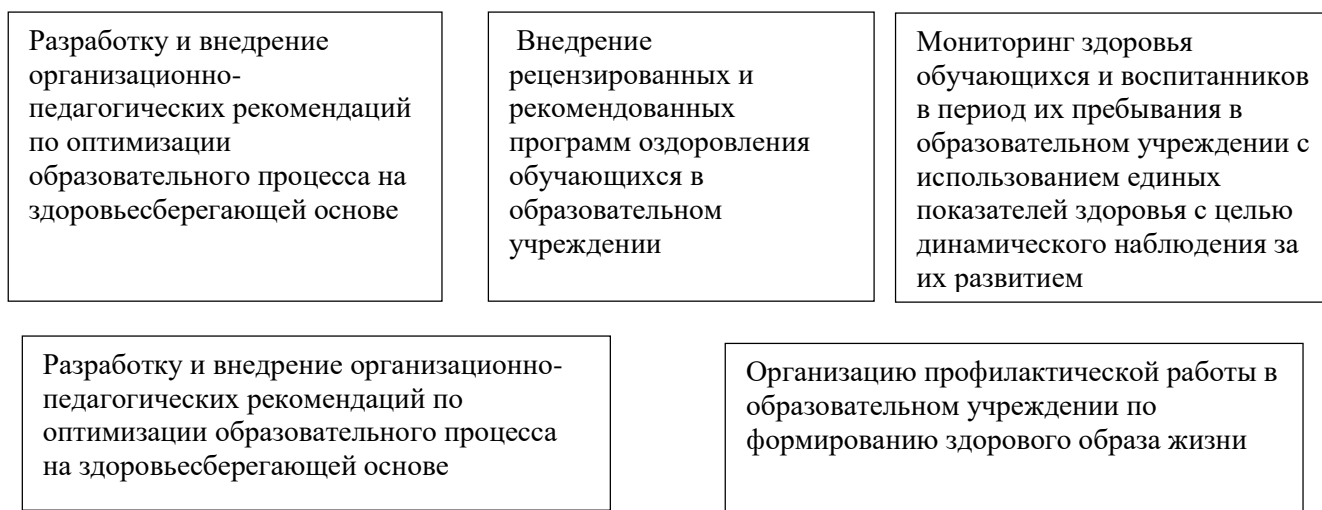 Разработку и внедрение
организационно-
педагогических рекомендаций
по оптимизации
образовательного процесса на
здоровьесберегающей основе
Внедрение
рецензированных и
рекомендованных
программ оздоровления
обучающихся в
образовательном
учреждении
Мониторинг здоровья
обучающихся и воспитанников
в период их пребывания в
образовательном учреждении с
использованием единых
показателей здоровья с целью
динамического наблюдения за
их развитием
Разработку и внедрение организационно-
педагогических рекомендаций по
оптимизации образовательного процесса
на здоровьесберегающей основе
Организацию профилактической работы в
образовательном учреждении по
формированию здорового образа жизни